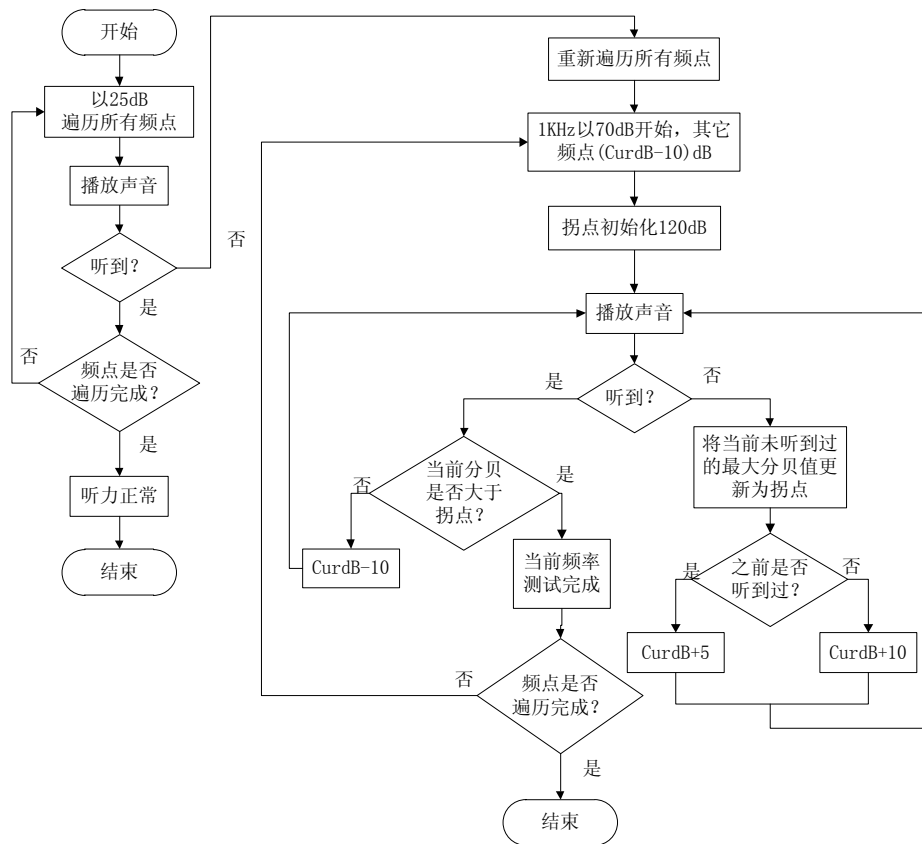 开始
以25dB
遍历所有频点
播放声音
听到?
否
是
频点是否
遍历完成?
否
是
听力正常
结束
重新遍历所有频点
1KHz以70dB开始，其它
频点(CurdB-10)dB
拐点初始化120dB
播放声音
听到?
是
否
当前分贝
是否大于
拐点?
否
是
CurdB-10
当前频率
测试完成
将当前未听到过
的最大分贝值更
新为拐点
之前是否
听到过?
是
否
CurdB+5
CurdB+10
频点是否
遍历完成?
否
是
结束